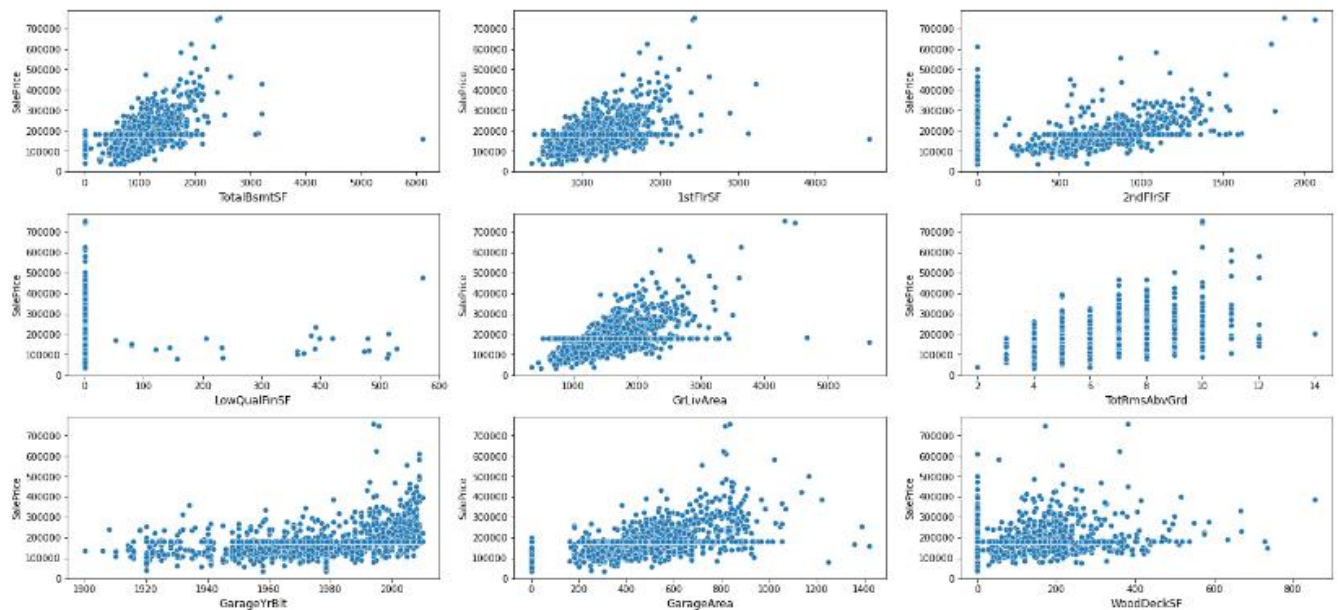 SalePrice
700000
600000
500000
400000
300000
200000
100000
0
0 1000 2000 3000 4000 5000 6000
TotalBsmtSF
SalePrice
700000
600000
500000
400000
300000
200000
100000
0
1000 2000 3000 4000
1stFlrSF
SalePrice
700000
600000
500000
400000
300000
200000
100000
0
0 500 1000 1500 2000
2ndFlrSF
SalePrice
700000
600000
500000
400000
300000
200000
100000
0
0 100 200 300 400 500 600
LowQualFinSF
SalePrice
700000
600000
500000
400000
300000
200000
100000
0
1000 2000 3000 4000 5000
GrLivArea
SalePrice
700000
600000
500000
400000
300000
200000
100000
0
2 4 6 8 10 12 14
TotRmsAbvGrd
SalePrice
700000
600000
500000
400000
300000
200000
100000
0
1900 1920 1940 1960 1980 2000
GarageYrBlt
SalePrice
700000
600000
500000
400000
300000
200000
100000
0
0 200 400 600 800 1000 1200 1400
GarageArea
SalePrice
700000
600000
500000
400000
300000
200000
100000
0
0 200 400 600 800
WoodDeckSF